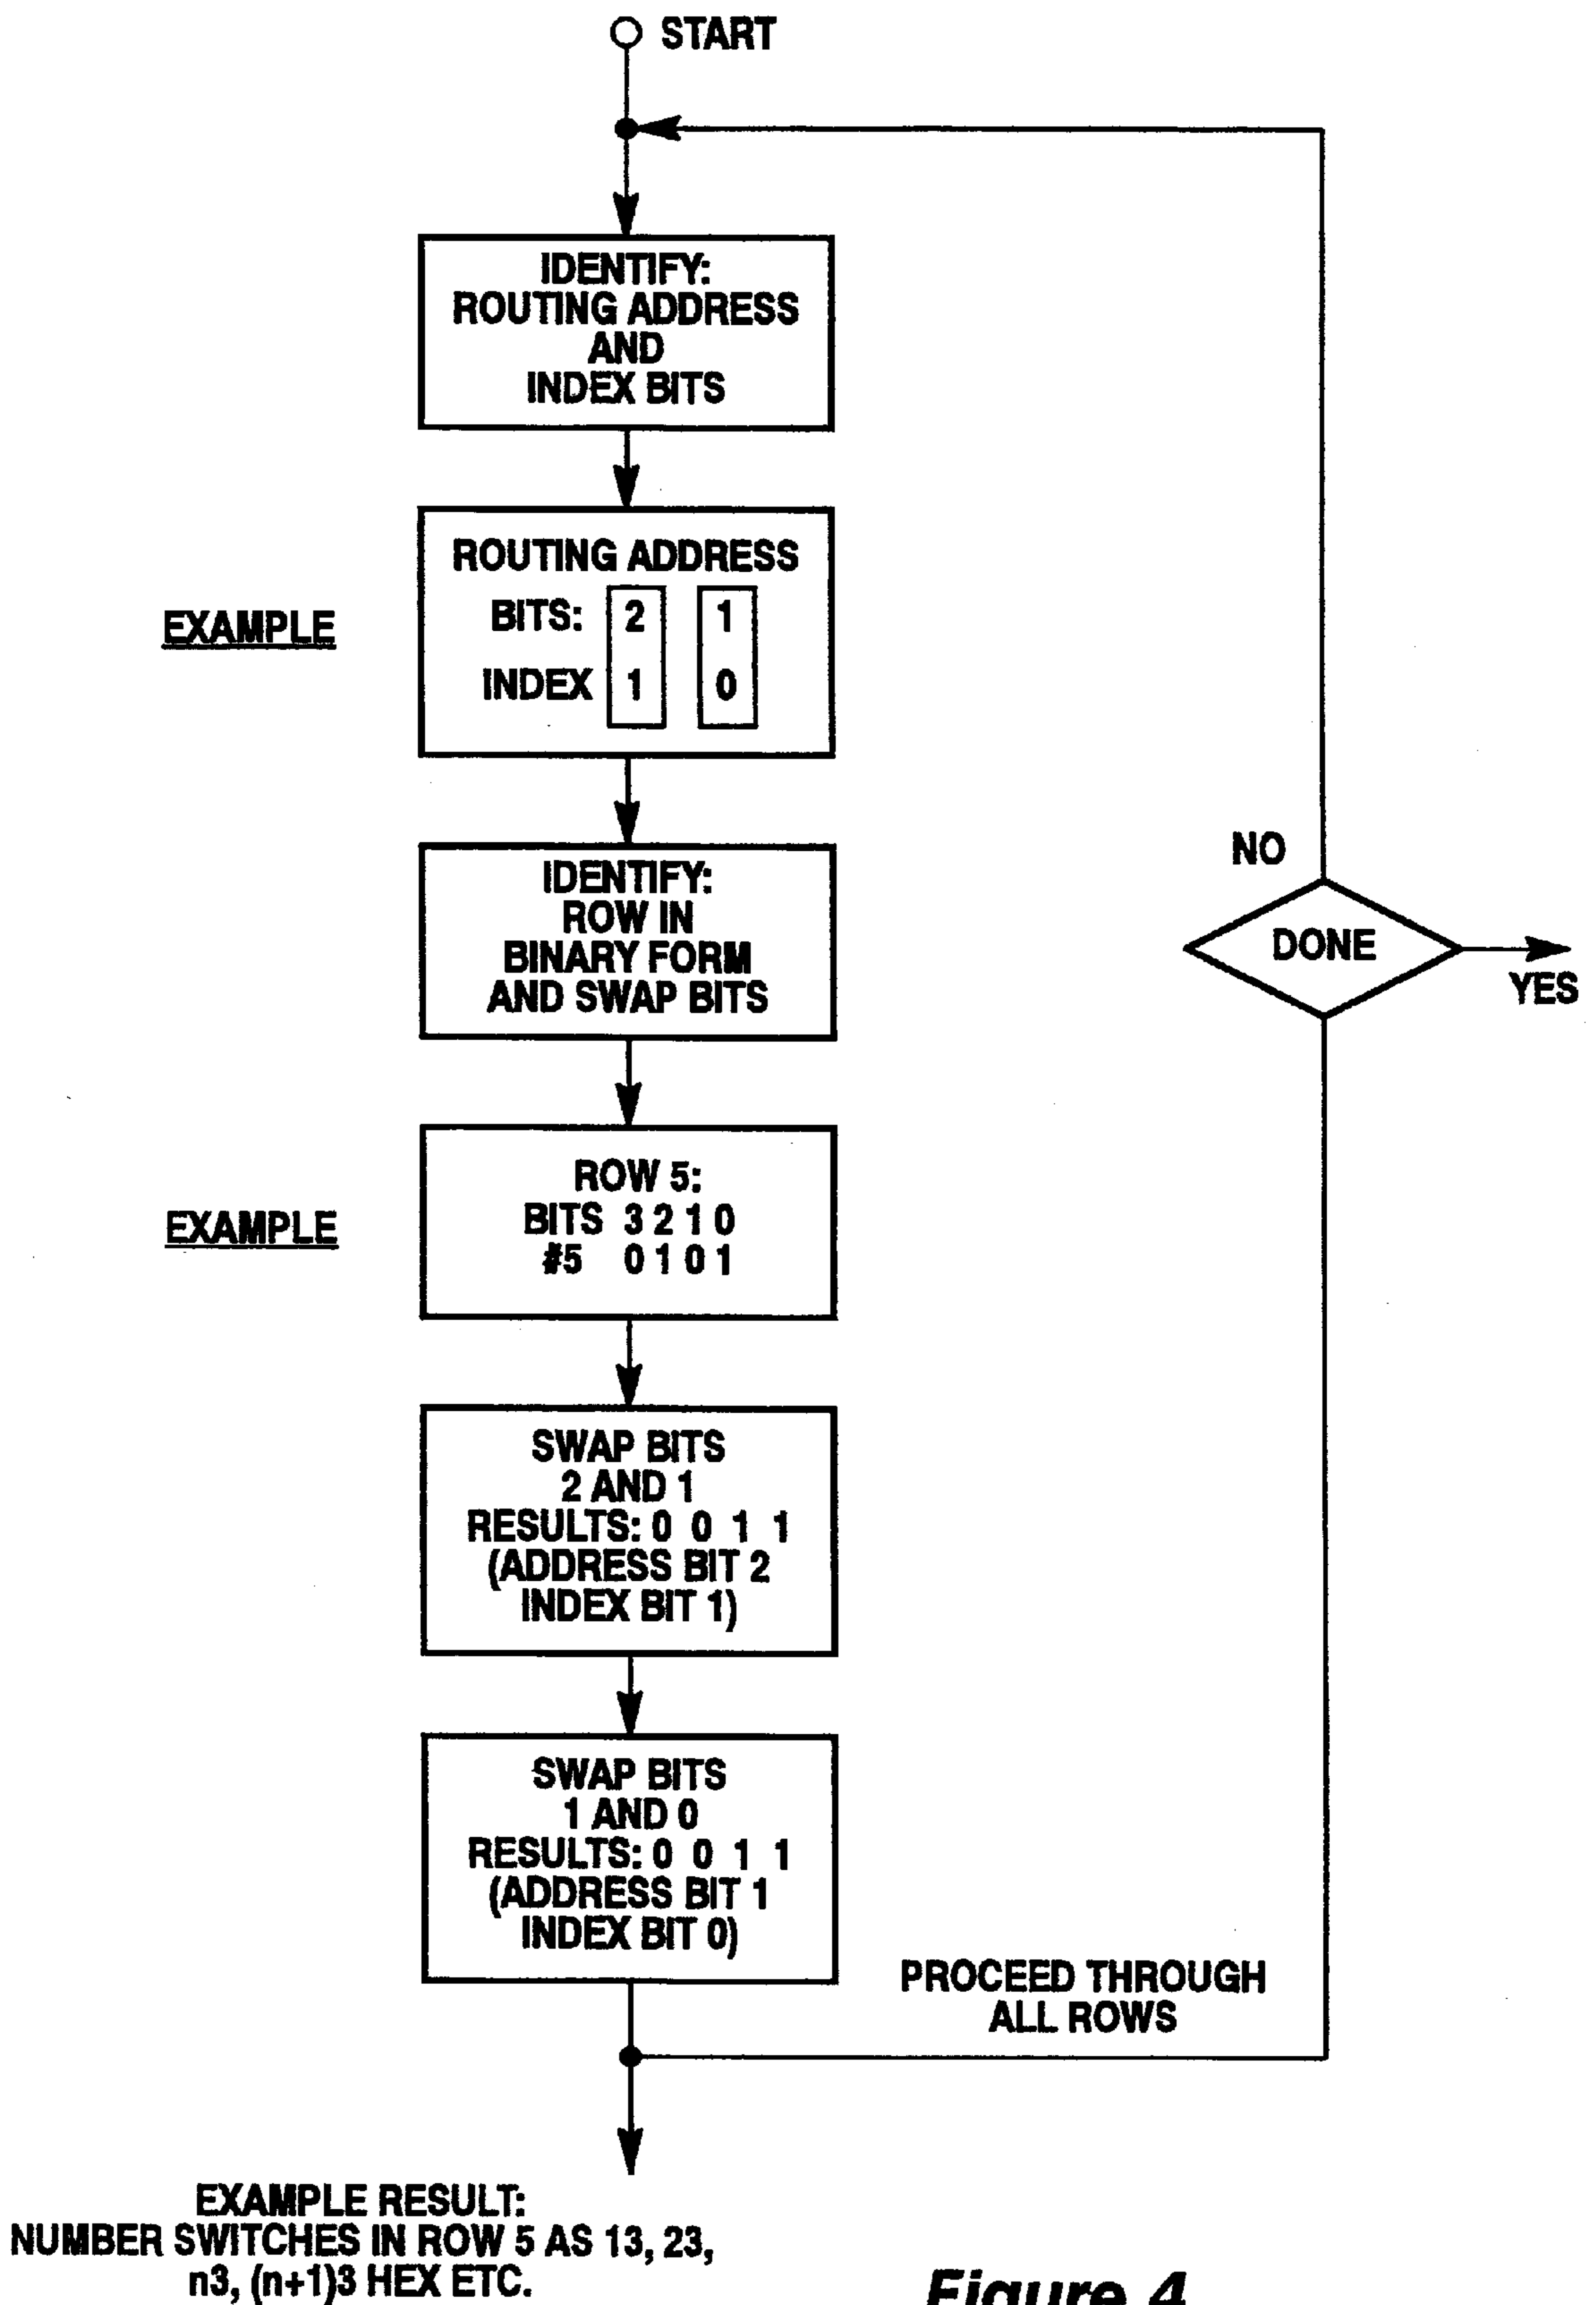 START
IDENTIFY:
ROUTING ADDRESS
AND
INDEX BITS
EXAMPLE
ROUTING ADDRESS
BITS: 2 1
INDEX 1 0
IDENTIFY:
ROW IN
BINARY FORM
AND SWAP BITS
NO
DONE
YES
EXAMPLE
ROW 5:
BITS 3 2 1 0
#5 0 1 0 1
SWAP BITS
2 AND 1
RESULTS: 0 0 1 1
(ADDRESS BIT 2
INDEX BIT 1)
SWAP BITS
1 AND 0
RESULTS: 0 0 1 1
(ADDRESS BIT 1
INDEX BIT 0)
PROCEED THROUGH
ALL ROWS
EXAMPLE RESULT:
NUMBER SWITCHES IN ROW 5 AS 13, 23,
n3, (n+1)3 HEX ETC.
Figure 4